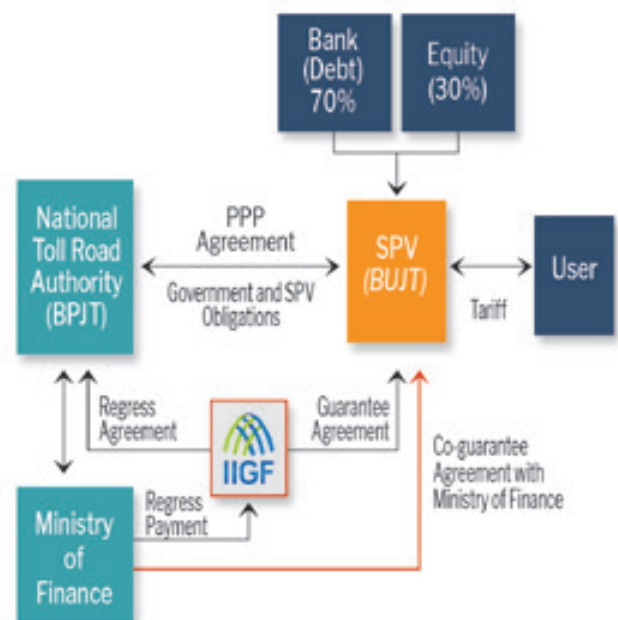 Bank
(Debt)
70%
Equity
(30%)
National
Toll Road
Authority
(BPJT)
PPP
Agreement
Government and SPV
Obligations
SPV
(BUJT)
Tariff
User
Regress
Agreement
IIGF
Guarantee
Agreement
Co-guarantee
Agreement with
Ministry of Finance
Regress
Payment
Ministry
of
Finance